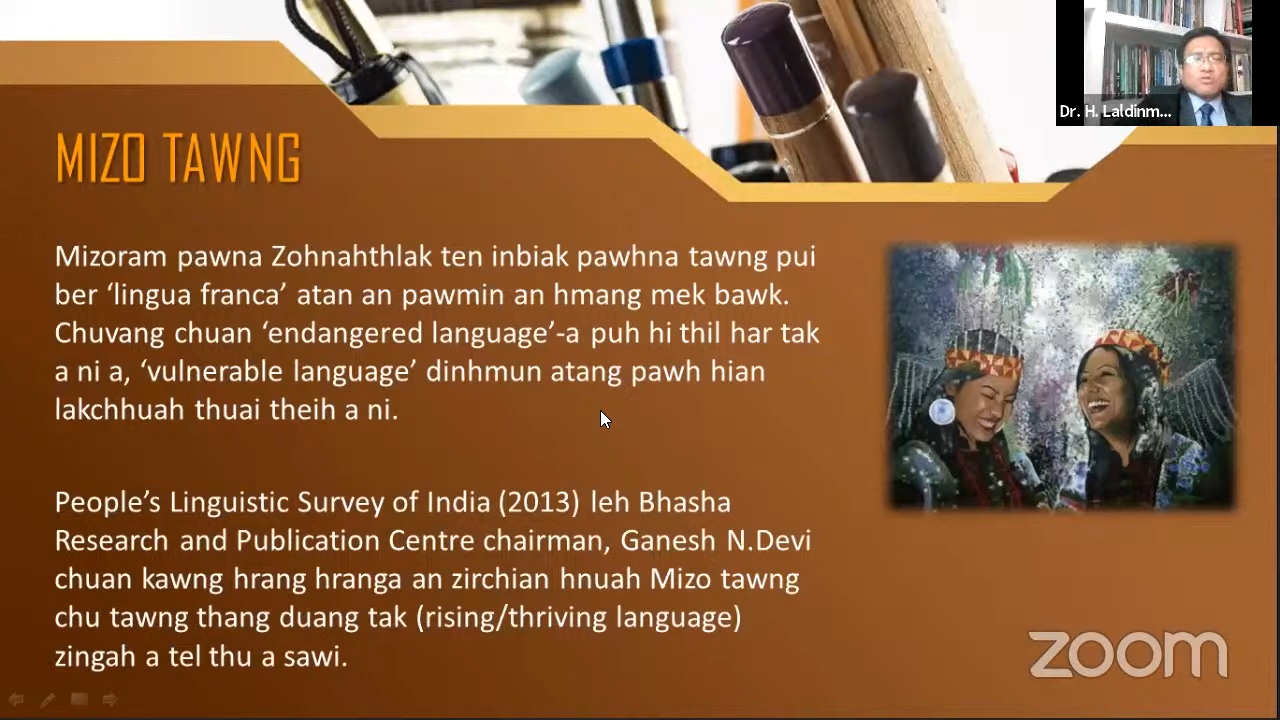 Dr. H. Laldinm...
MIZO TAWNG
Mizoram pawna Zohnahthlak ten inbiak pawhna tawng pui
ber ‘lingua franca’ atan an pawmin an hmang mek bawk.
Chuvang chuan ‘endangered language’-a puh hi thil har tak
a ni a, ‘vulnerable language’ dinhmun atang pawh hian
lakchhuah thuai theih a ni.
People’s Linguistic Survey of India (2013) leh Bhasha
Research and Publication Centre chairman, Ganesh N.Devi
chuan kawng hrang hranga an zirchian hnuah Mizo tawng
chu tawng thang duang tak (rising/thriving language)
zingah a tel thu a sawi.
zoom